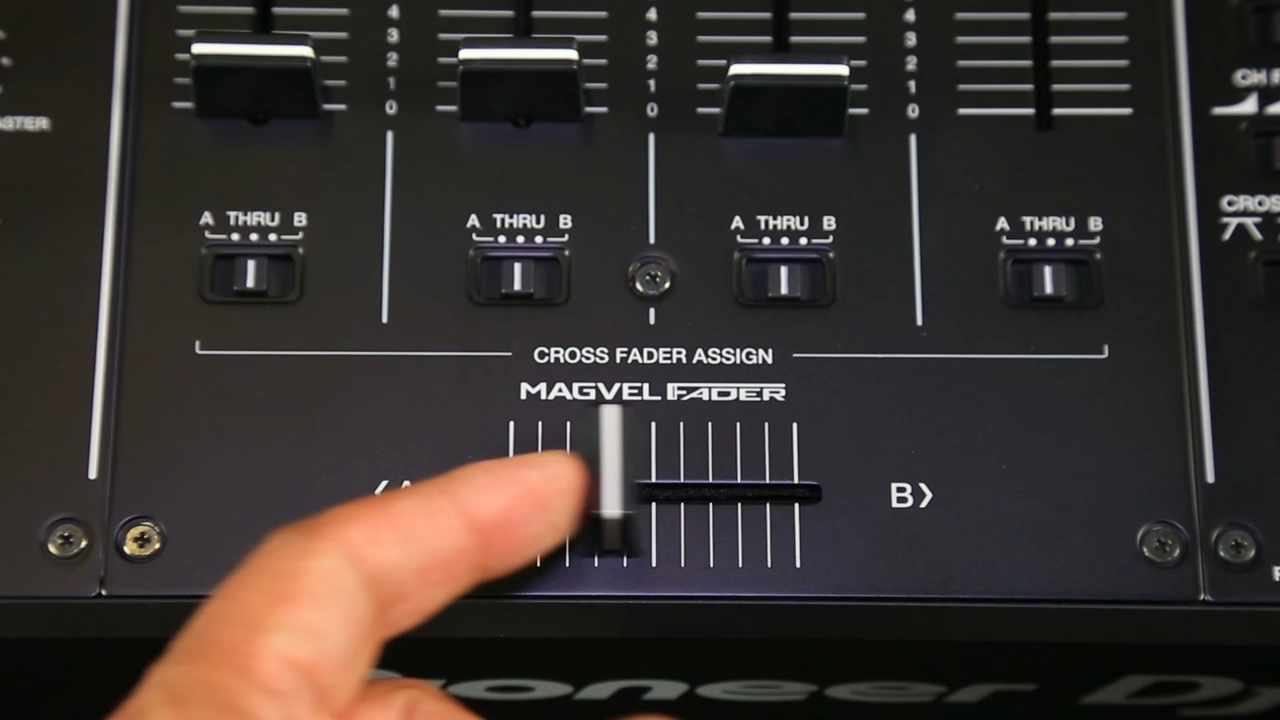 4 4 4
3 3 3
2 2 2
1 1 1
0 0 0
A THRU B A THRU B A THRU B A THRU B
CROSS FADER ASSIGN
MAGVEL FADER
B〉
CH